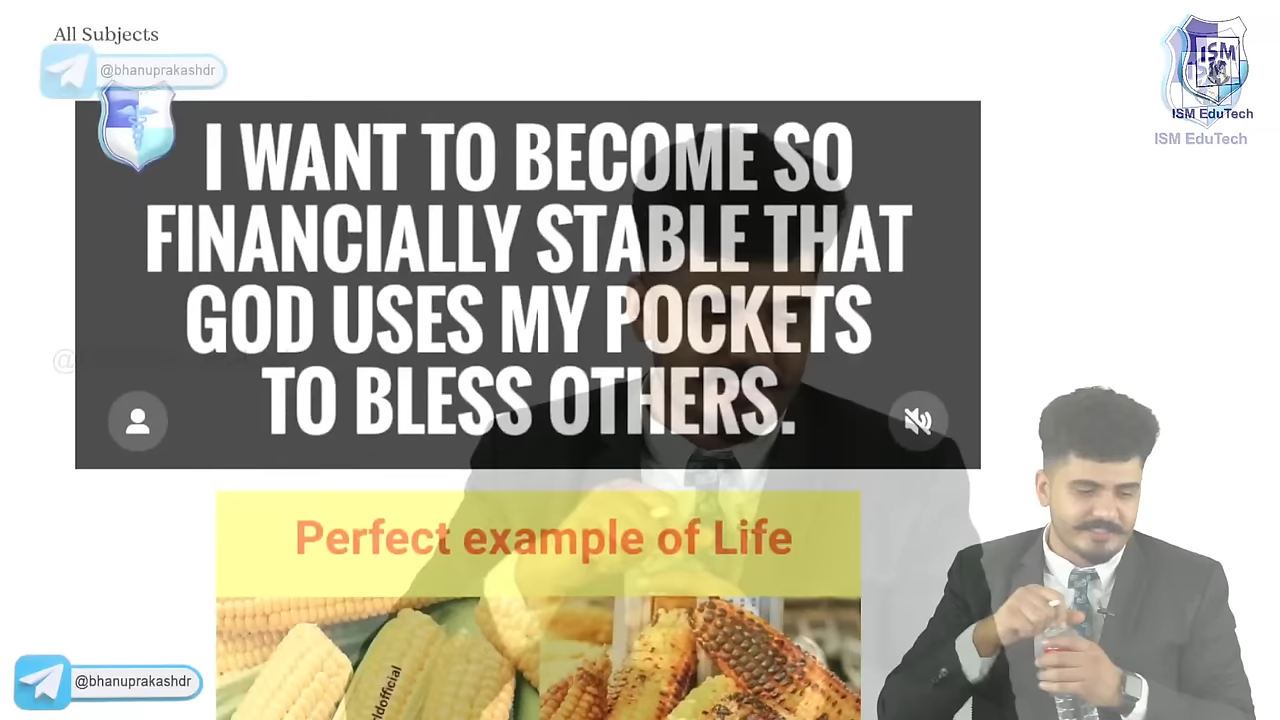 All Subjects
@bhanuprakashdr
ISM
ISM EduTech
ISM EduTech
I WANT TO BECOME SO
FINANCIALLY STABLE THAT
GOD USES MY POCKETS
TO BLESS OTHERS.
Perfect example of Life
ldofficial
@bhanuprakashdr